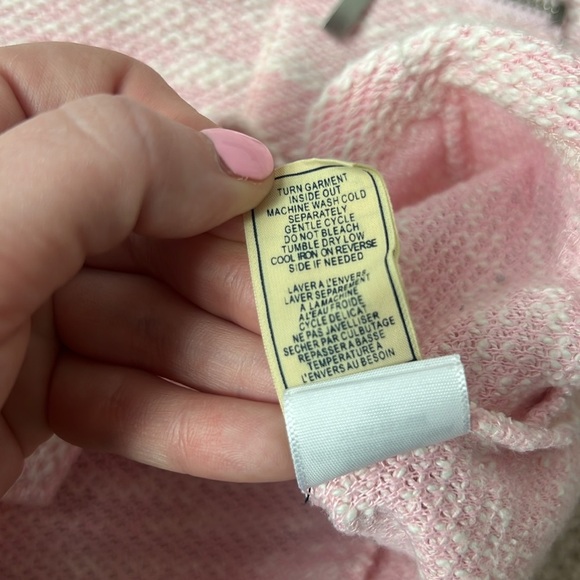 TURN GARMENT
INSIDE OUT
MACHINE WASH COLD
SEPARATELY
GENTLE CYCLE
DO NOT BLEACH
TUMBLE DRY LOW
COOL IRON ON REVERSE
SIDE IF NEEDED
LAVER A L'ENVERS
LAVER SEPAREMENT
A LA MACHINE
A L'EAU FROIDE
CYCLE DELICAT
NE PAS JAVELLISER
SECHER PAR CULBUTAGE
REPASSER A BASSE
TEMPERATURE A
L'ENVERS AU BESOIN